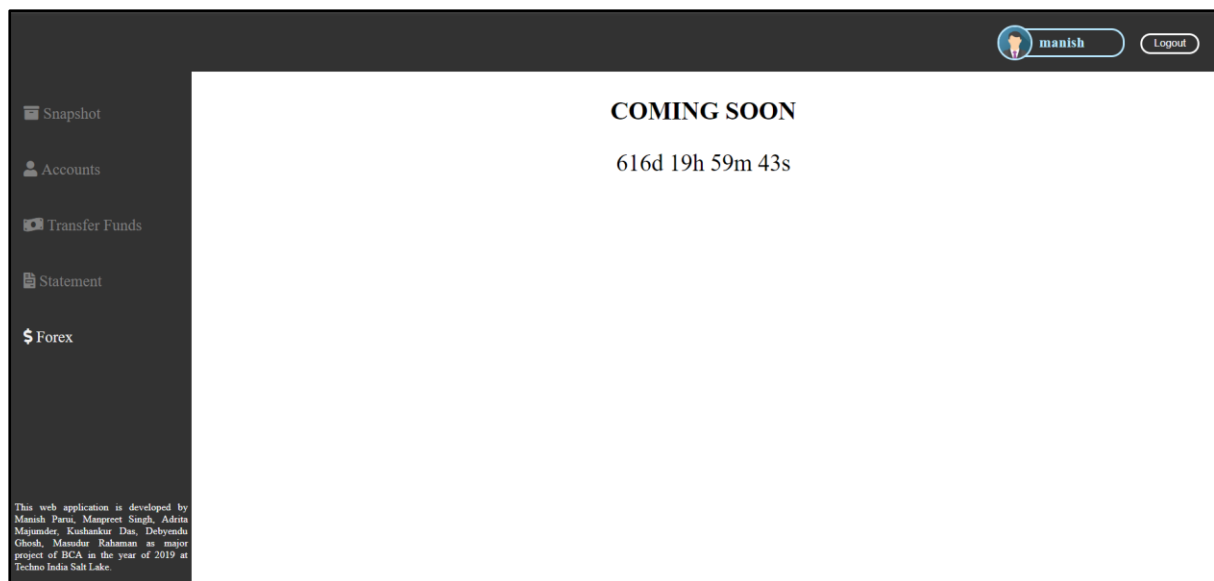 manish
Logout
Snapshot
Accounts
Transfer Funds
Statement
$ Forex
COMING SOON
616d 19h 59m 43s
This web application is developed by
Manish Parui, Manpreet Singh, Adrita
Majumder, Kushankur Das, Debyendu
Ghosh, Masudur Rahaman as major
project of BCA in the year of 2019 at
Techno India Salt Lake.